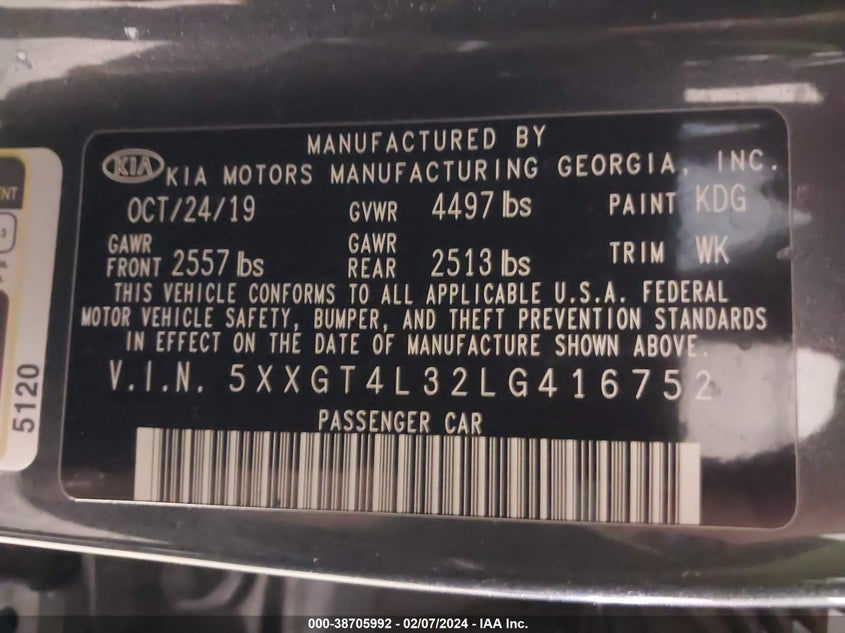 MANUFACTURED BY
KIA KIA MOTORS MANUFACTURING GEORGIA, INC.
OCT/24/19 GVWR 4497 lbs PAINT KDG
GAWR FRONT 2557 lbs GAWR REAR 2513 lbs TRIM WK
THIS VEHICLE CONFORMS TO ALL APPLICABLE U.S.A. FEDERAL
MOTOR VEHICLE SAFETY, BUMPER, AND THEFT PREVENTION STANDARDS
IN EFFECT ON THE DATE OF MANUFACTURE SHOWN ABOVE.
V.I.N. 5XXGT4L32LG416752
PASSENGER CAR
5120
000-38705992 - 02/07/2024 - IAA Inc.